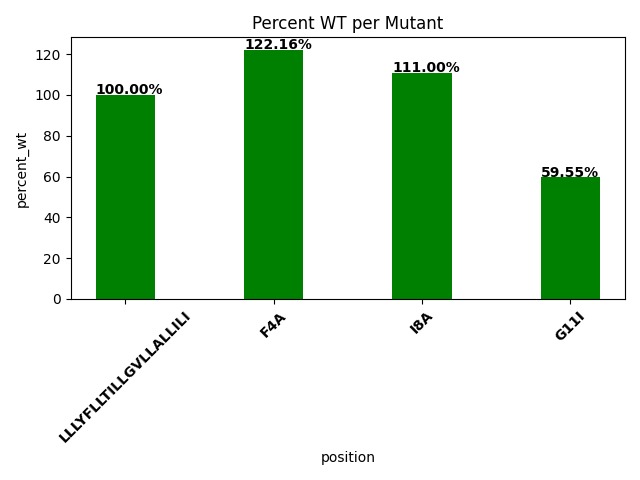 Percent WT per Mutant
percent_wt
120
100
80
60
40
20
0
100.00%
122.16%
111.00%
59.55%
LLLYFLLTILLGVLLALLILI
F4A
I8A
G11I
position